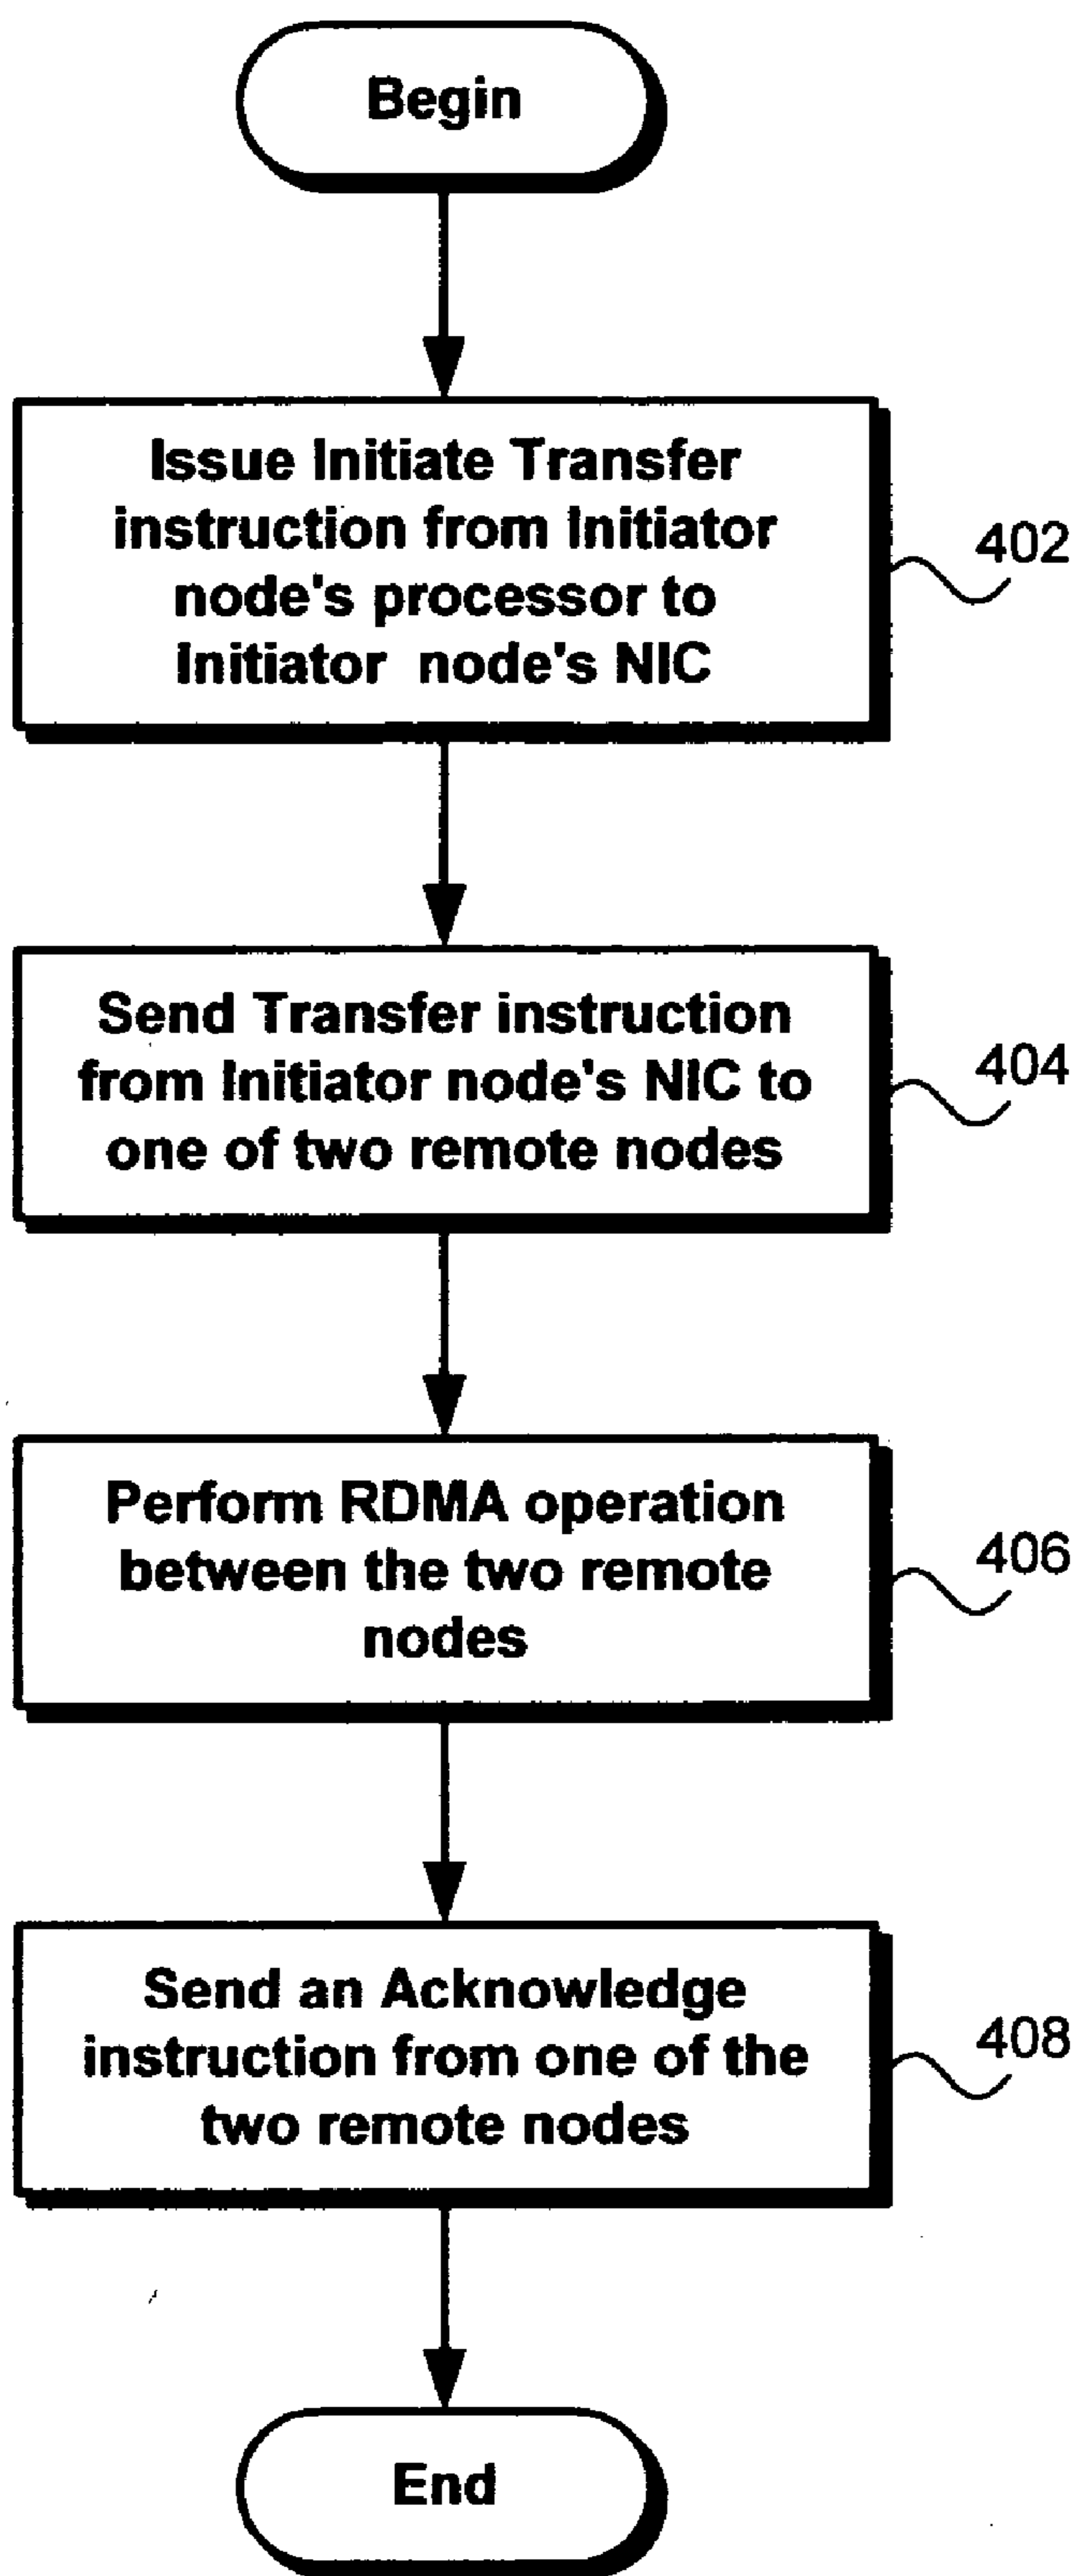 Begin
Issue Initiate Transfer
instruction from Initiator
node's processor to
Initiator node's NIC
402
Send Transfer instruction
from Initiator node's NIC to
one of two remote nodes
404
Perform RDMA operation
between the two remote
nodes
406
Send an Acknowledge
instruction from one of the
two remote nodes
408
End